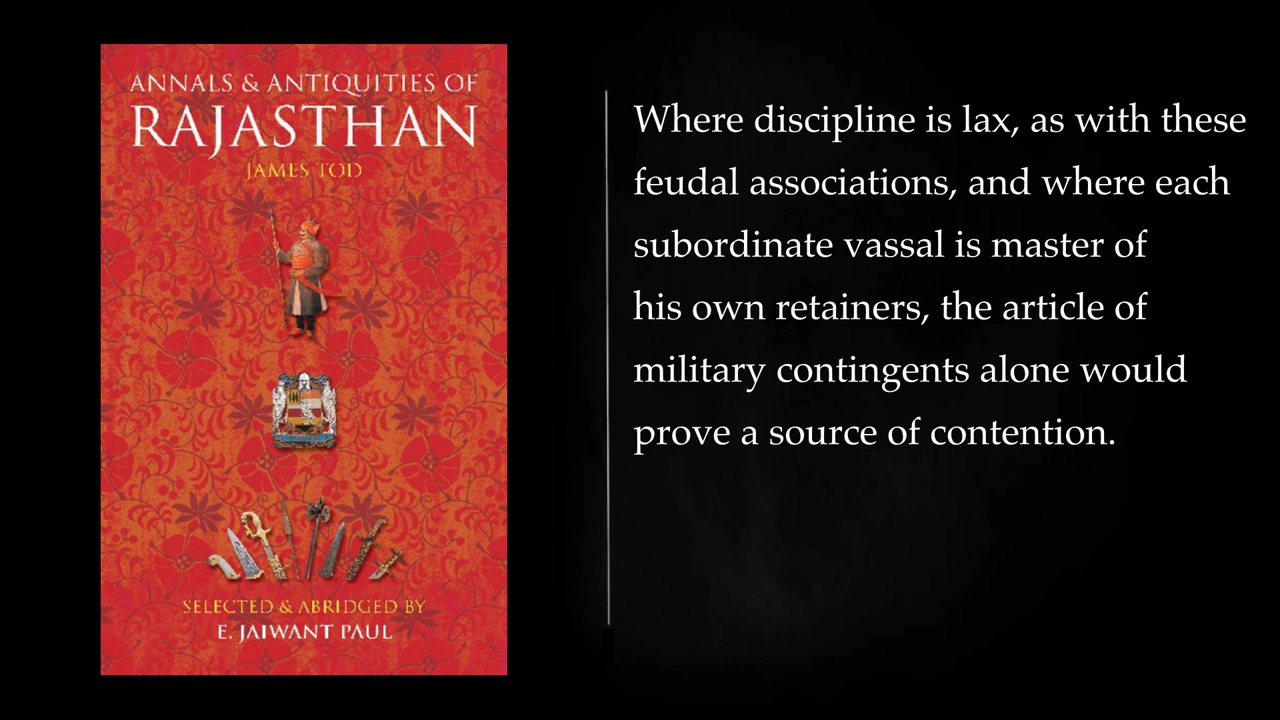 ANNALS & ANTIQUITIES OF
RAJASTHAN
JAMES TOD
SELECTED & ABRIDGED BY
E. JAIWANT PAUL
Where discipline is lax, as with these
feudal associations, and where each
subordinate vassal is master of
his own retainers, the article of
military contingents alone would
prove a source of contention.